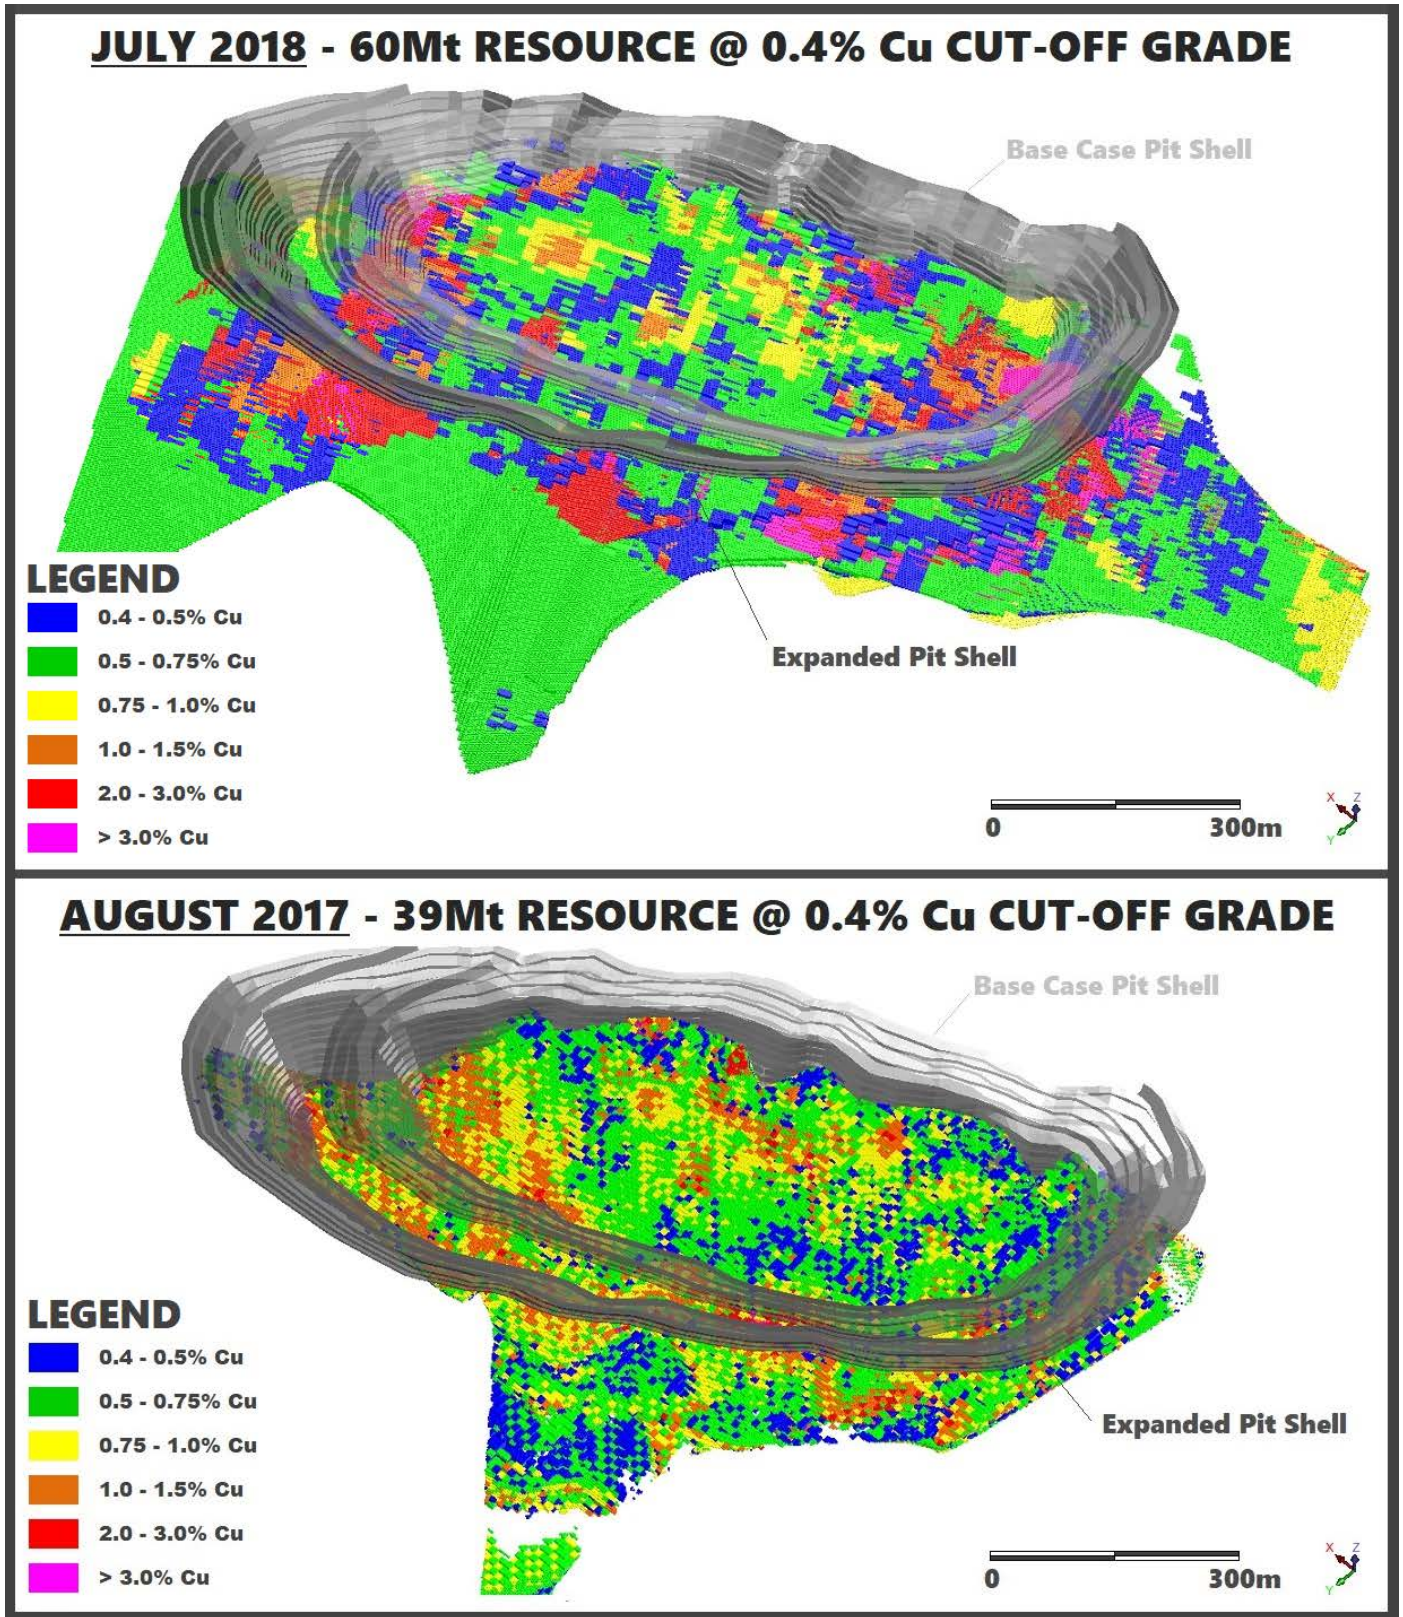 JULY 2018 - 60Mt RESOURCE @ 0.4% Cu CUT-OFF GRADE
Base Case Pit Shell
Expanded Pit Shell
LEGEND
0.4 - 0.5% Cu
0.5 - 0.75% Cu
0.75 - 1.0% Cu
1.0 - 1.5% Cu
2.0 - 3.0% Cu
> 3.0% Cu
0 300m
X Z
Y
AUGUST 2017 - 39Mt RESOURCE @ 0.4% Cu CUT-OFF GRADE
Base Case Pit Shell
Expanded Pit Shell
LEGEND
0.4 - 0.5% Cu
0.5 - 0.75% Cu
0.75 - 1.0% Cu
1.0 - 1.5% Cu
2.0 - 3.0% Cu
> 3.0% Cu
0 300m
X Z
Y